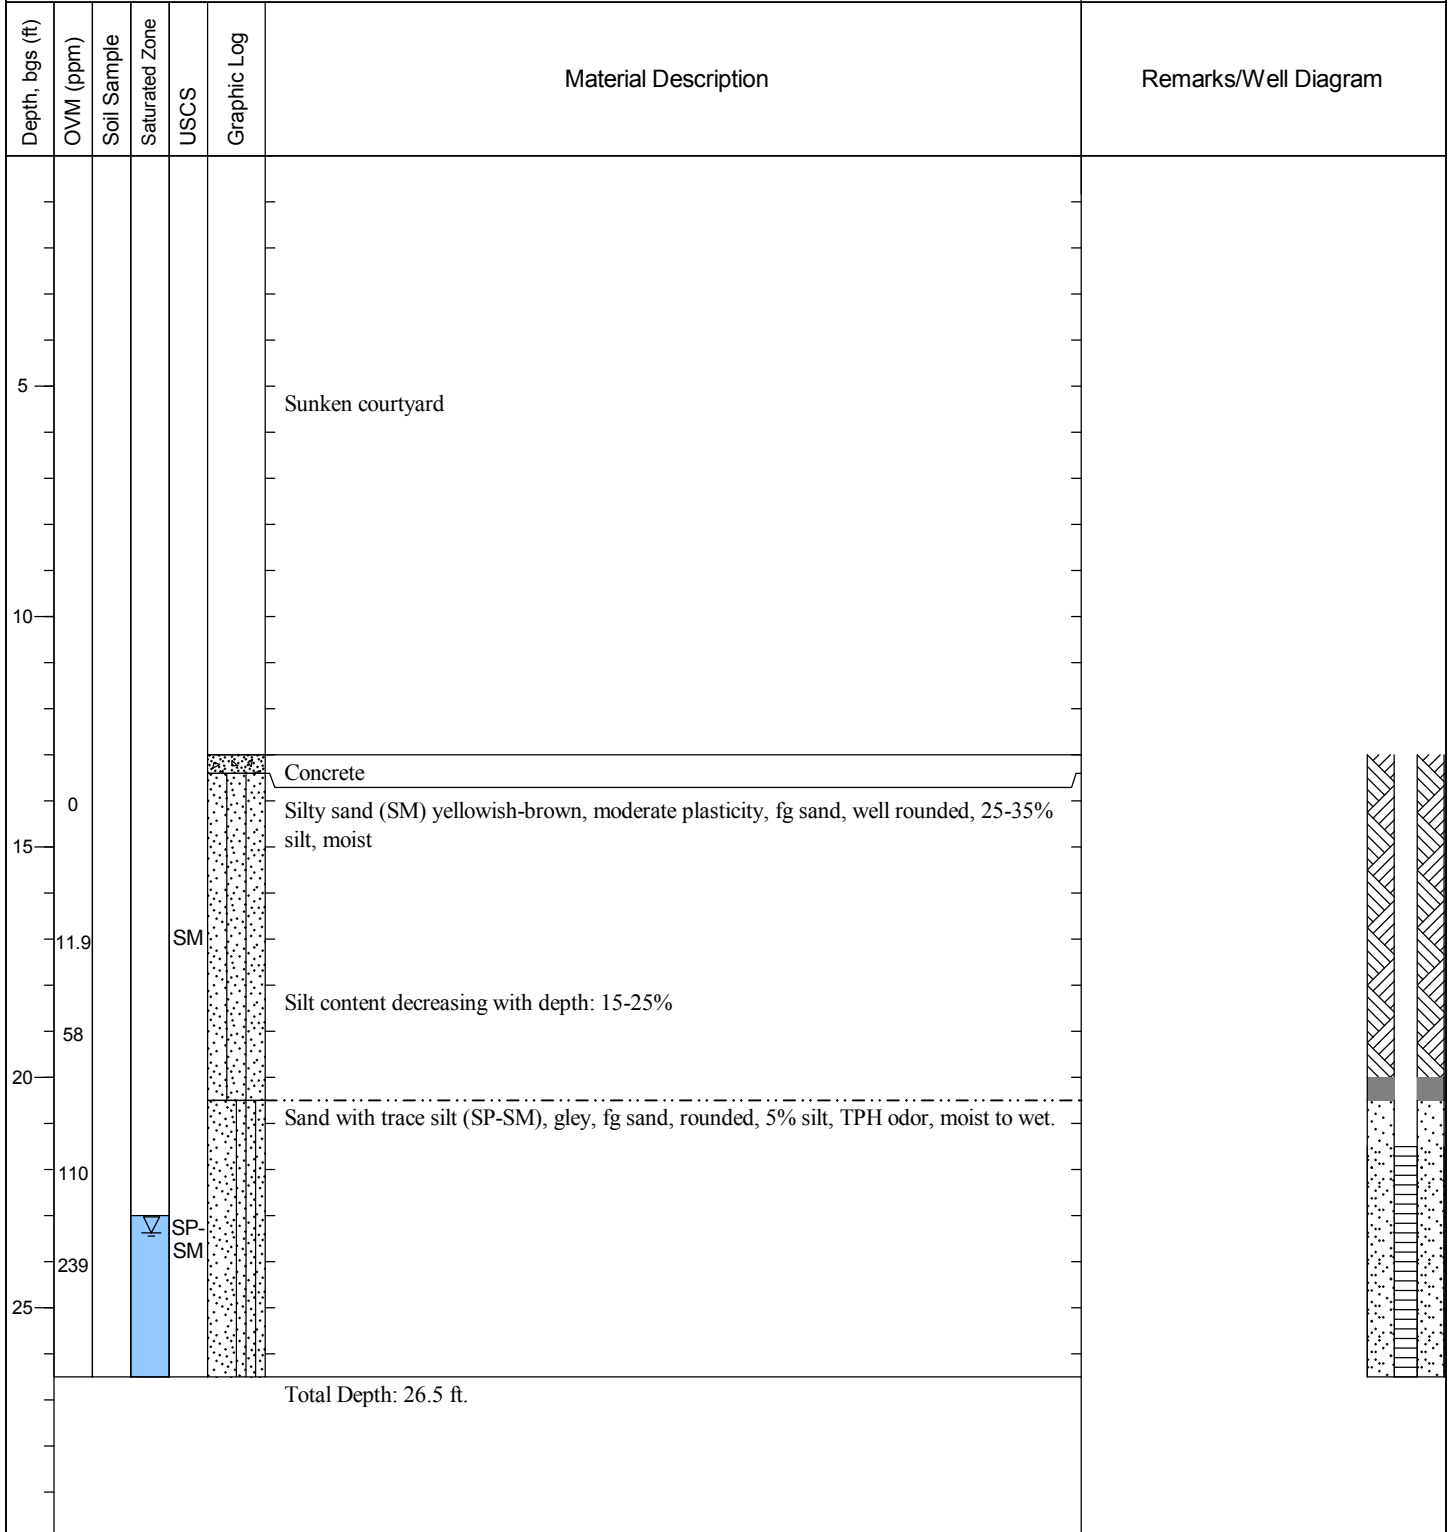 Depth, bgs (ft)
OVM (ppm)
Soil Sample
Saturated Zone
USCS
Graphic Log
Material Description
Remarks/Well Diagram
5
Sunken courtyard
10
Concrete
0
Silty sand (SM) yellowish-brown, moderate plasticity, fg sand, well rounded, 25-35%
silt, moist
15
11.9
SM
Silt content decreasing with depth: 15-25%
58
20
Sand with trace silt (SP-SM), gley, fg sand, rounded, 5% silt, TPH odor, moist to wet.
110
SP-
SM
239
25
Total Depth: 26.5 ft.